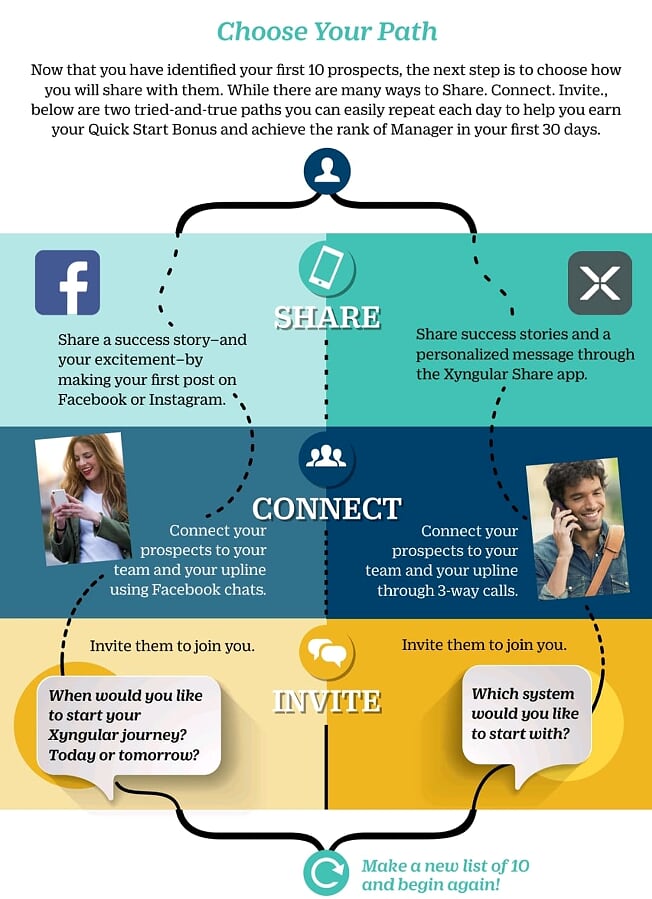 Choose Your Path
Now that you have identified your first 10 prospects, the next step is to choose how
you will share with them. While there are many ways to Share. Connect. Invite.,
below are two tried-and-true paths you can easily repeat each day to help you earn
your Quick Start Bonus and achieve the rank of Manager in your first 30 days.
f
X
SHARE
Share a success story–and
your excitement–by
making your first post on
Facebook or Instagram.
Share success stories and a
personalized message through
the Xyngular Share app.
CONNECT
Connect your
prospects to your
team and your upline
using Facebook chats.
Connect your
prospects to your
team and your upline
through 3-way calls.
Invite them to join you.
Invite them to join you.
INVITE
When would you like
to start your
Xyngular journey?
Today or tomorrow?
Which system
would you like
to start with?
Make a new list of 10
and begin again!